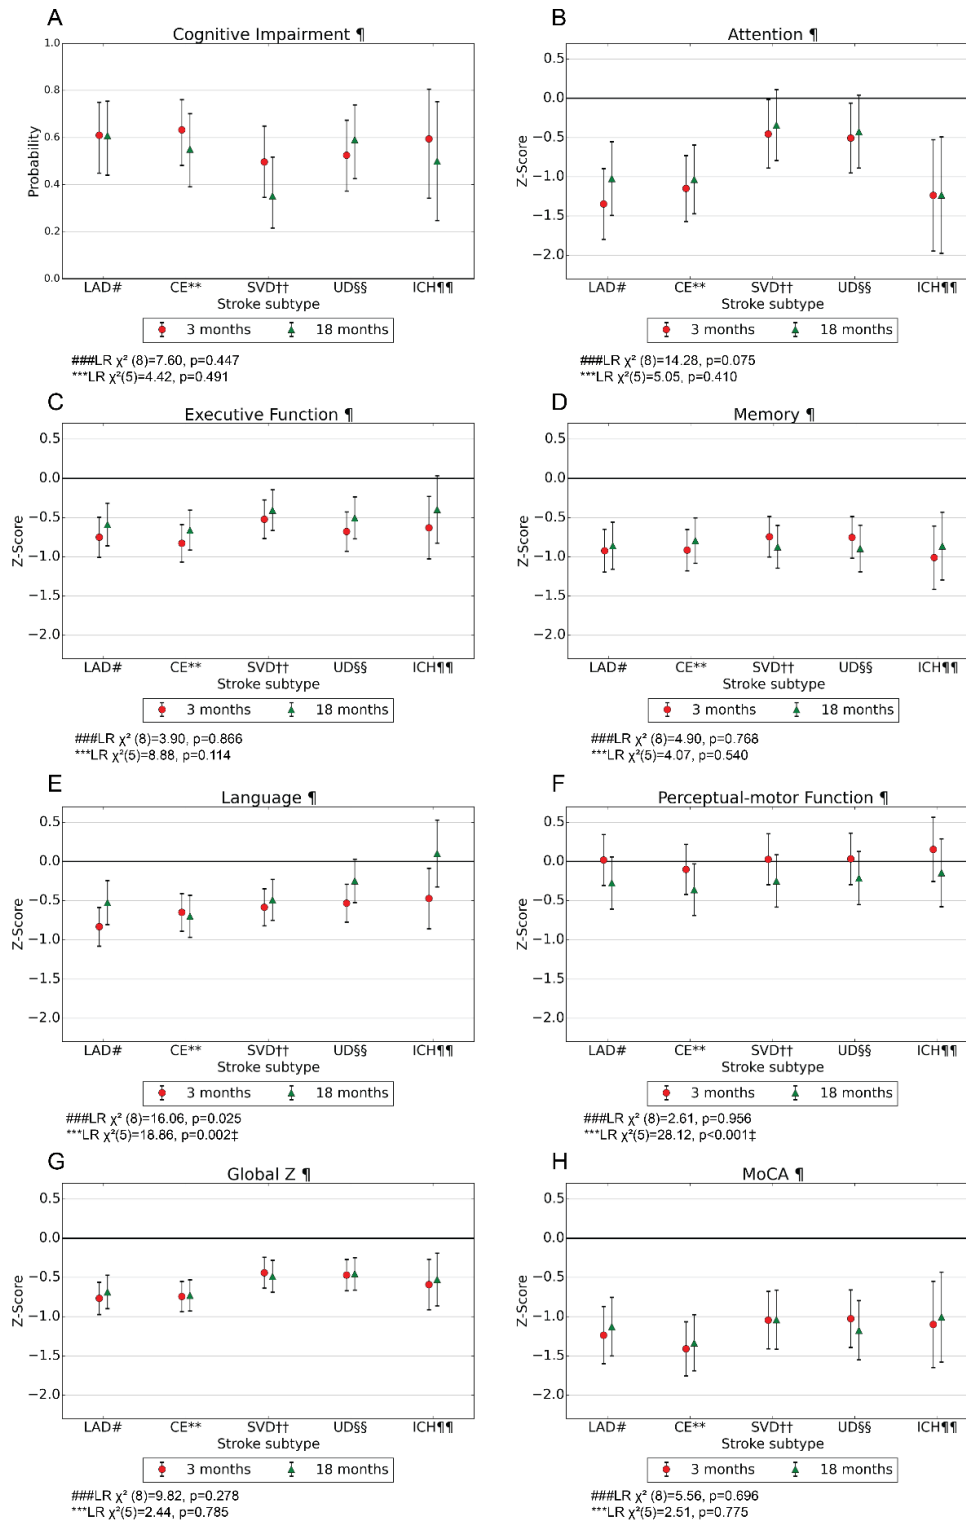 A
Cognitive Impairment ¶
1.0
0.8
0.6
0.4
0.2
0.0
Probability
LAD# CE** SVD†† UD§§ ICH¶¶
Stroke subtype
3 months 18 months
###LR χ² (8)=7.60, p=0.447
***LR χ²(5)=4.42, p=0.491
B
Attention ¶
0.5
0.0
−0.5
−1.0
−1.5
−2.0
Z-Score
LAD# CE** SVD†† UD§§ ICH¶¶
Stroke subtype
3 months 18 months
###LR χ² (8)=14.28, p=0.075
***LR χ²(5)=5.05, p=0.410
C
Executive Function ¶
0.5
0.0
−0.5
−1.0
−1.5
−2.0
Z-Score
LAD# CE** SVD†† UD§§ ICH¶¶
Stroke subtype
3 months 18 months
###LR χ² (8)=3.90, p=0.866
***LR χ²(5)=8.88, p=0.114
D
Memory ¶
0.5
0.0
−0.5
−1.0
−1.5
−2.0
Z-Score
LAD# CE** SVD†† UD§§ ICH¶¶
Stroke subtype
3 months 18 months
###LR χ² (8)=4.90, p=0.768
***LR χ²(5)=4.07, p=0.540
E
Language ¶
0.5
0.0
−0.5
−1.0
−1.5
−2.0
Z-Score
LAD# CE** SVD†† UD§§ ICH¶¶
Stroke subtype
3 months 18 months
###LR χ² (8)=16.06, p=0.025
***LR χ²(5)=18.86, p=0.002‡
F
Perceptual-motor Function ¶
0.5
0.0
−0.5
−1.0
−1.5
−2.0
Z-Score
LAD# CE** SVD†† UD§§ ICH¶¶
Stroke subtype
3 months 18 months
###LR χ² (8)=2.61, p=0.956
***LR χ²(5)=28.12, p<0.001‡
G
Global Z ¶
0.5
0.0
−0.5
−1.0
−1.5
−2.0
Z-Score
LAD# CE** SVD†† UD§§ ICH¶¶
Stroke subtype
3 months 18 months
###LR χ² (8)=9.82, p=0.278
***LR χ²(5)=2.44, p=0.785
H
MoCA ¶
0.5
0.0
−0.5
−1.0
−1.5
−2.0
Z-Score
LAD# CE** SVD†† UD§§ ICH¶¶
Stroke subtype
3 months 18 months
###LR χ² (8)=5.56, p=0.696
***LR χ²(5)=2.51, p=0.775